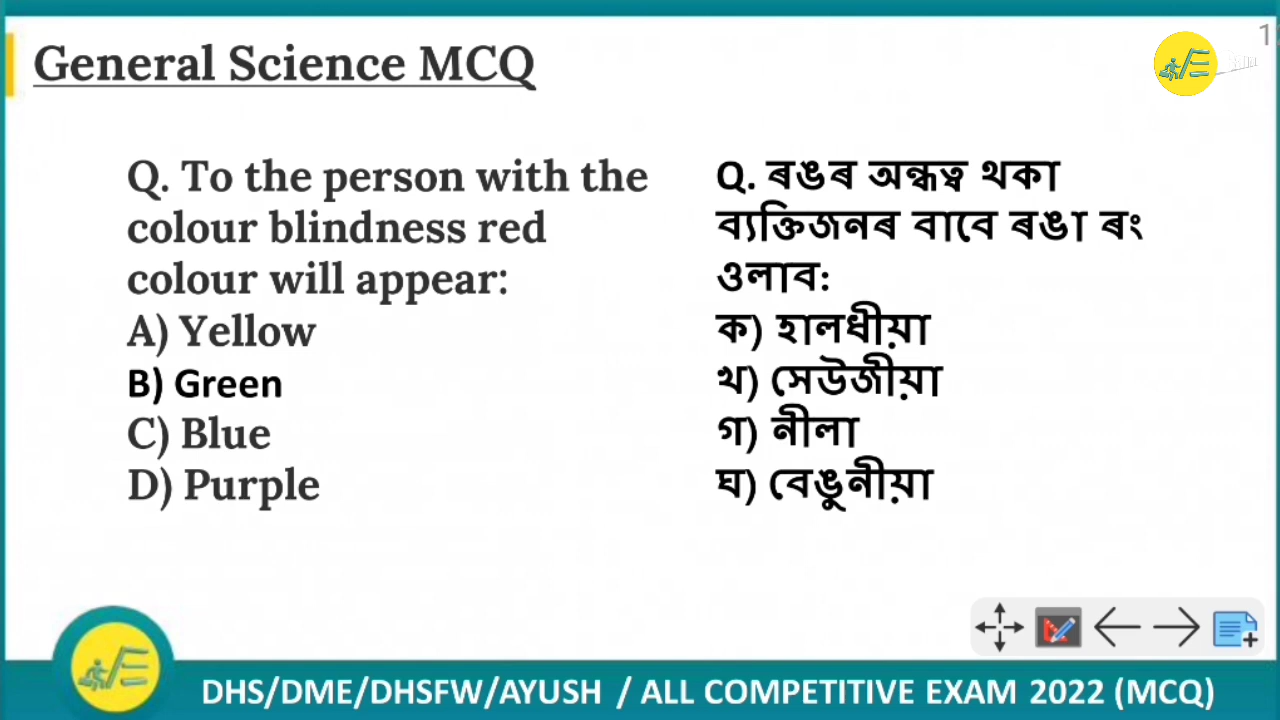 1
General Science MCQ
Q. To the person with the
colour blindness red
colour will appear:
A) Yellow
B) Green
C) Blue
D) Purple
Q. ৰঙৰ অন্ধত্ব থকা
ব্যক্তিজনৰ বাবে ৰঙা ৰং
ওলাব:
ক) হালধীয়া
খ) সেউজীয়া
গ) নীলা
ঘ) বেঙুনীয়া
DHS/DME/DHSFW/AYUSH / ALL COMPETITIVE EXAM 2022 (MCQ)